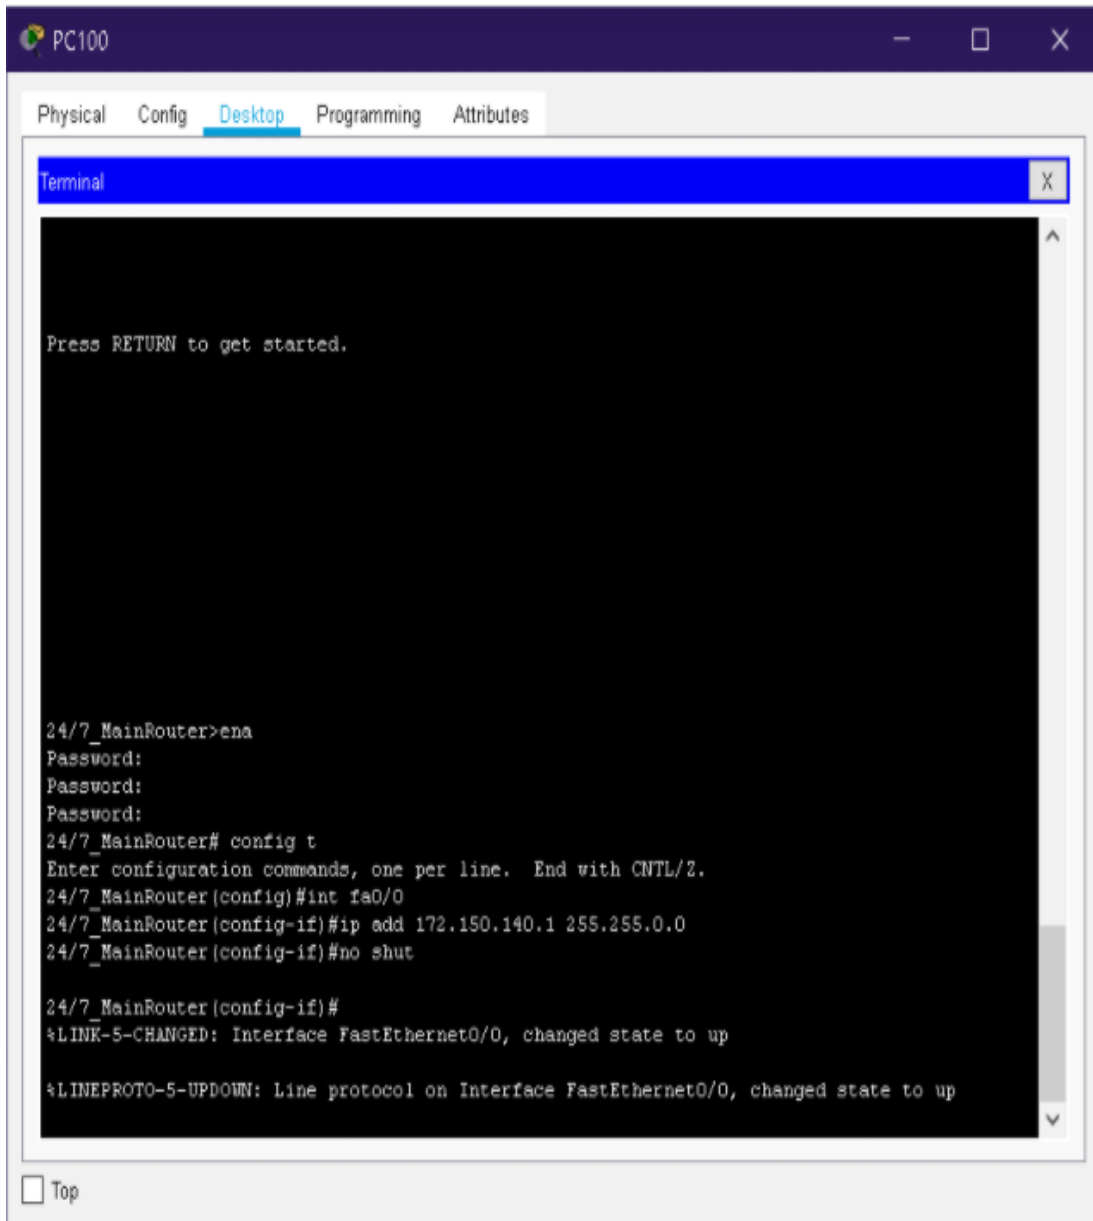 PC100
Physical Config Desktop Programming Attributes
Terminal X
Press RETURN to get started.
24/7_MainRouter>ena
Password:
Password:
Password:
24/7_MainRouter# config t
Enter configuration commands, one per line.  End with CNTL/Z.
24/7_MainRouter(config)#int fa0/0
24/7_MainRouter(config-if)#ip add 172.150.140.1 255.255.0.0
24/7_MainRouter(config-if)#no shut
24/7_MainRouter(config-if)#
%LINK-5-CHANGED: Interface FastEthernet0/0, changed state to up
%LINEPROTO-5-UPDOWN: Line protocol on Interface FastEthernet0/0, changed state to up
Top